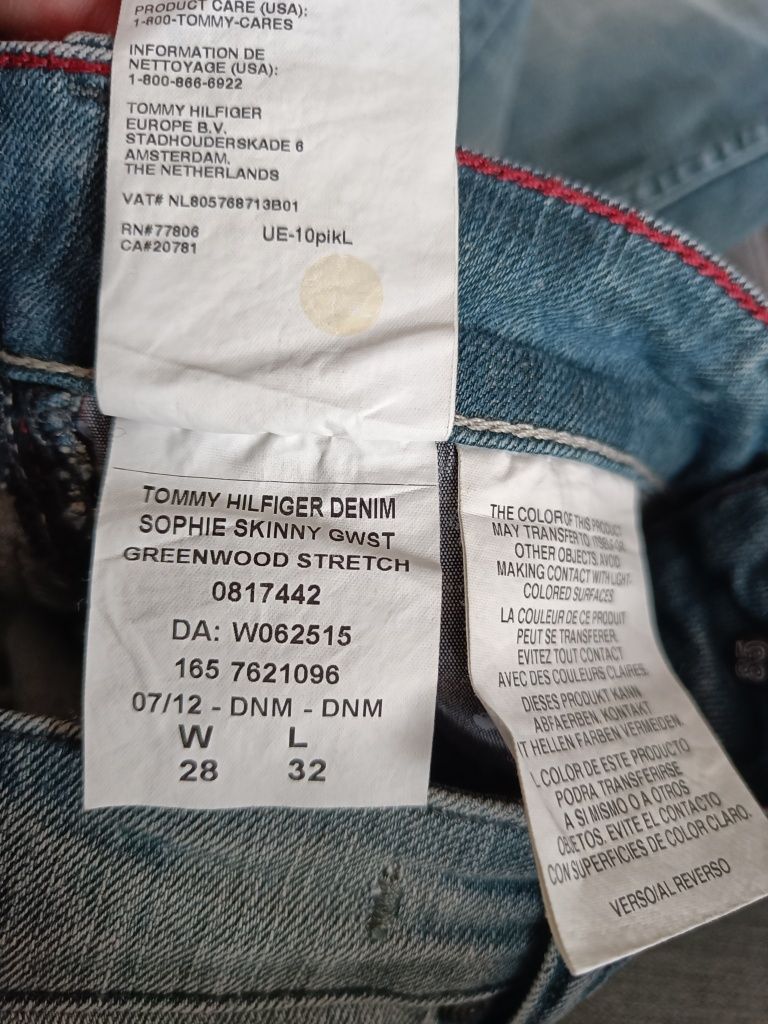 PRODUCT CARE (USA):
1-800-TOMMY-CARES
INFORMATION DE
NETTOYAGE (USA):
1-800-866-6922
TOMMY HILFIGER
EUROPE B.V.
STADHOUDERSKADE 6
AMSTERDAM.
THE NETHERLANDS
VAT# NL805768713B01
RN#77806
CA#20781
UE-10pikL
TOMMY HILFIGER DENIM
SOPHIE SKINNY GWST
GREENWOOD STRETCH
0817442
DA: W062515
165 7621096
07/12 - DNM - DNM
W L
28 32
THE COLOR OF THIS PRODUCT
MAY TRANSFER TO ITSELF OR
OTHER OBJECTS. AVOID
MAKING CONTACT WITH LIGHT-
COLORED SURFACES
LA COULEUR DE CE PRODUIT
PEUT SE TRANSFERER.
EVITEZ TOUT CONTACT
AVEC DES COULEURS CLAIRES.
DIESES PRODUKT KANN
ABFAERBEN. KONTAKT
IT HELLEN FARBEN VERMEIDEN.
L COLOR DE ESTE PRODUCTO
PODRA TRANSFERIRSE
A SI MISMO O A OTROS
OBJETOS. EVITE EL CONTACTO
CON SUPERFICIES DE COLOR CLARO.
VERSO/AL REVERSO